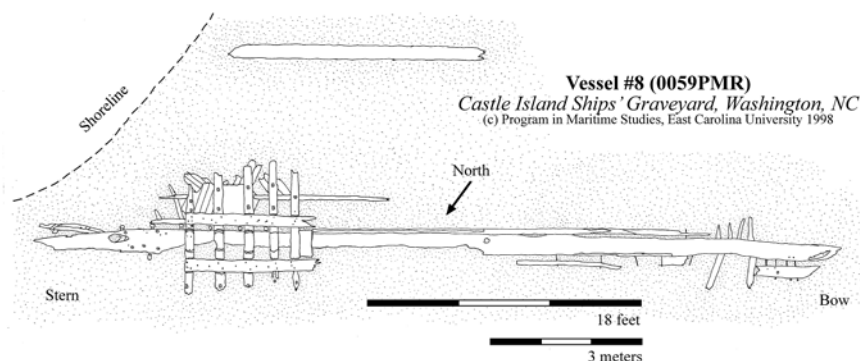 Shoreline
Vessel #8 (0059PMR)
Castle Island Ships' Graveyard, Washington, NC
(c) Program in Maritime Studies, East Carolina University 1998
North
Stern
Bow
18 feet
3 meters